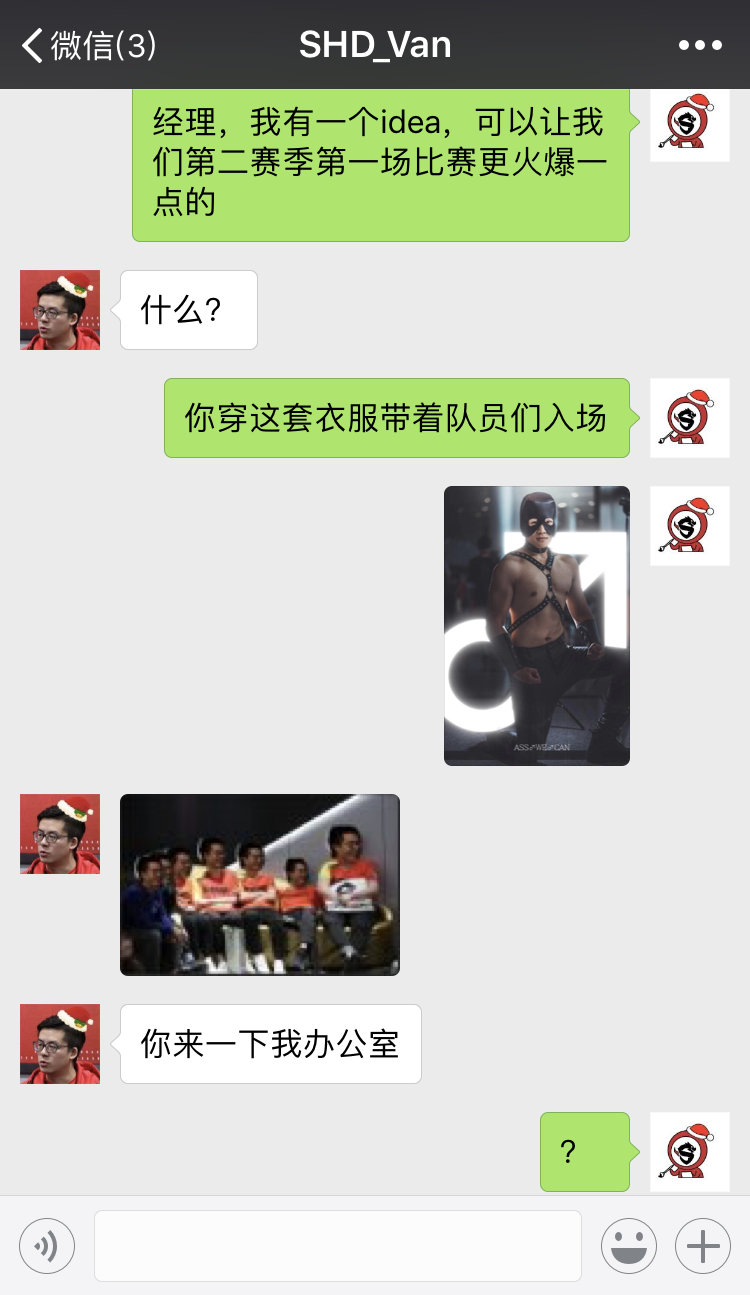 微信(3)
SHD_Van
经理，我有一个idea，可以让我
们第二赛季第一场比赛更火爆一
点的
什么？
你穿这套衣服带着队员们入场
ASS♂WE♂CAN
你来一下我办公室
？